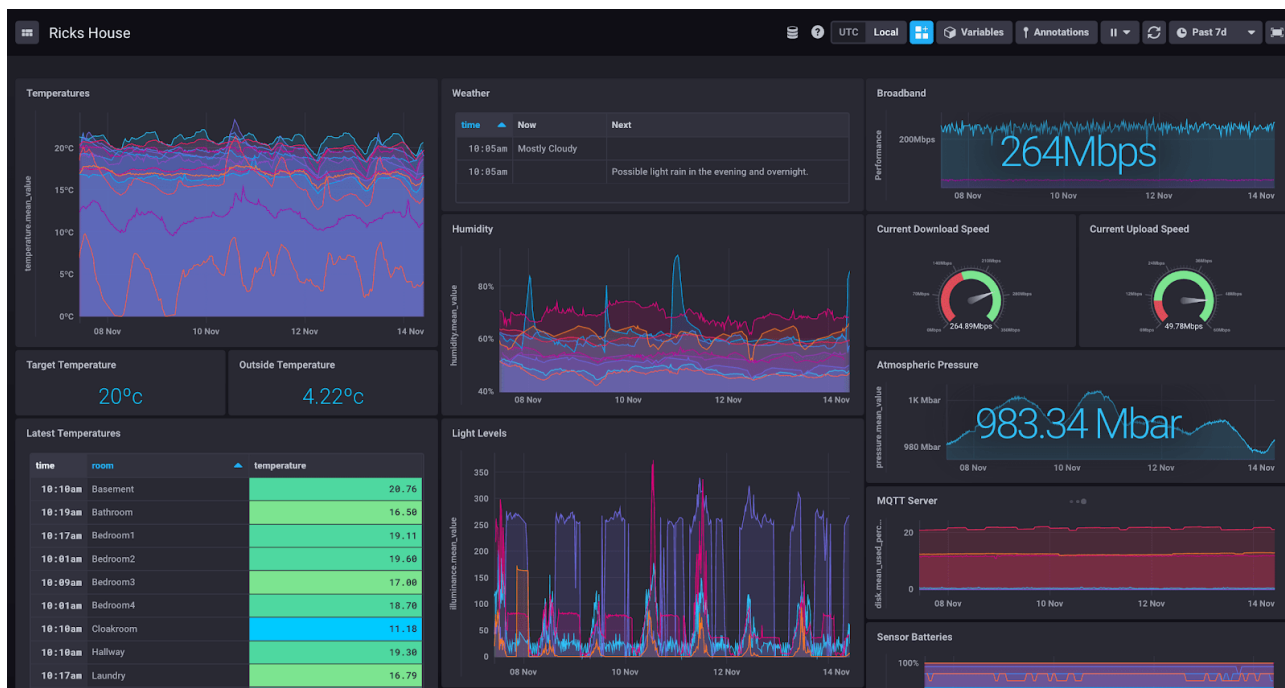 Ricks House
UTC Local Variables Annotations Past 7d
Temperatures
temperature.mean_value
20°C
15°C
10°C
5°C
0°C
08 Nov 10 Nov 12 Nov 14 Nov
Target Temperature
20°C
Outside Temperature
4.22°C
Latest Temperatures
time room temperature
10:10am Basement 20.76
10:19am Bathroom 16.50
10:17am Bedroom1 19.11
10:01am Bedroom2 19.60
10:09am Bedroom3 17.00
10:01am Bedroom4 18.70
10:10am Cloakroom 11.18
10:10am Hallway 19.30
10:17am Laundry 16.79
Weather
time Now Next
10:05am Mostly Cloudy
10:05am Possible light rain in the evening and overnight.
Humidity
humidity.mean_value
80%
60%
40%
08 Nov 10 Nov 12 Nov 14 Nov
Light Levels
illuminance.mean_value
350
300
250
200
150
100
50
0
08 Nov 10 Nov 12 Nov 14 Nov
Broadband
Performance
200Mbps
264Mbps
08 Nov 10 Nov 12 Nov 14 Nov
Current Download Speed
264.89Mbps
Current Upload Speed
49.78Mbps
Atmospheric Pressure
pressure.mean_value
1K Mbar
983.34 Mbar
980 Mbar
08 Nov 10 Nov 12 Nov 14 Nov
MQTT Server
disk.mean_used_perc...
20
0
08 Nov 10 Nov 12 Nov 14 Nov
Sensor Batteries
100%